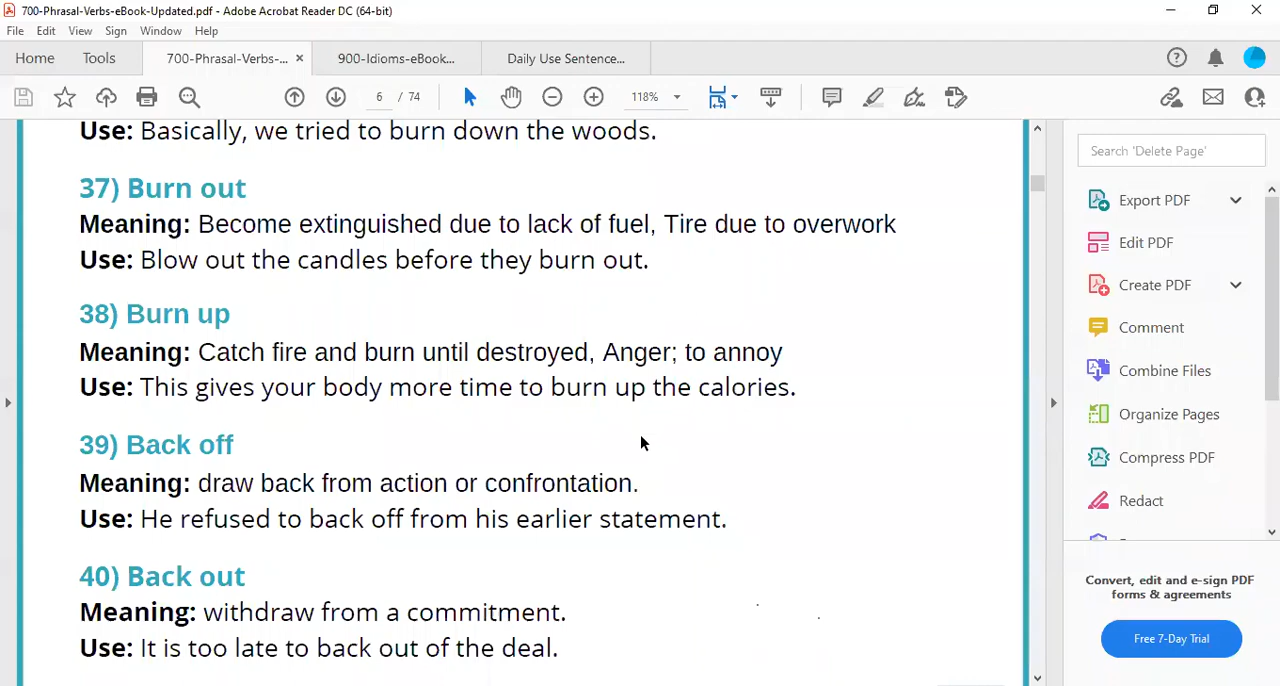 700-Phrasal-Verbs-eBook-Updated.pdf - Adobe Acrobat Reader DC (64-bit)
File Edit View Sign Window Help
Home Tools 700-Phrasal-Verbs-... × 900-Idioms-eBook... Daily Use Sentence...
6 / 74 118%
Search 'Delete Page'
Use: Basically, we tried to burn down the woods.
37) Burn out
Meaning: Become extinguished due to lack of fuel, Tire due to overwork
Use: Blow out the candles before they burn out.
38) Burn up
Meaning: Catch fire and burn until destroyed, Anger; to annoy
Use: This gives your body more time to burn up the calories.
39) Back off
Meaning: draw back from action or confrontation.
Use: He refused to back off from his earlier statement.
40) Back out
Meaning: withdraw from a commitment.
Use: It is too late to back out of the deal.
Export PDF
Edit PDF
Create PDF
Comment
Combine Files
Organize Pages
Compress PDF
Redact
Convert, edit and e-sign PDF
forms & agreements
Free 7-Day Trial